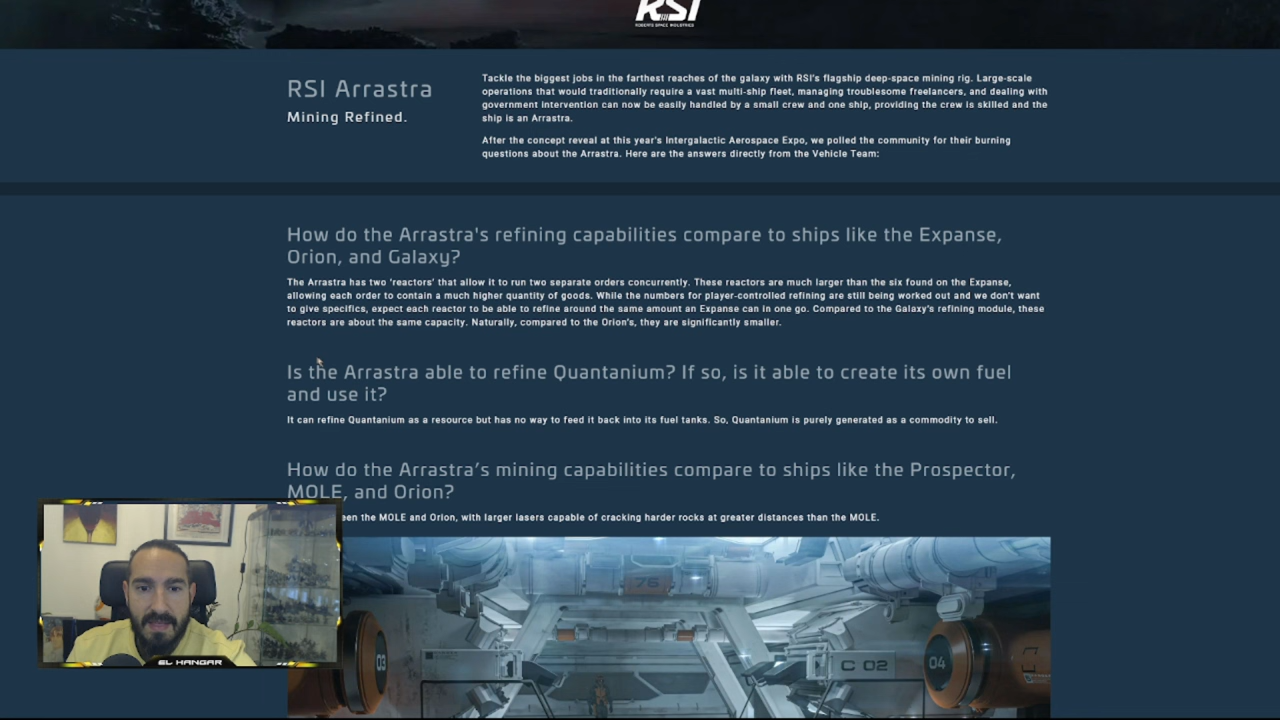 RSI
ROBERTS SPACE INDUSTRIES
RSI Arrastra
Mining Refined.
Tackle the biggest jobs in the farthest reaches of the galaxy with RSI's flagship deep-space mining rig. Large-scale
operations that would traditionally require a vast multi-ship fleet, managing troublesome freelancers, and dealing with
government intervention can now be easily handled by a small crew and one ship, providing the crew is skilled and the
ship is an Arrastra.
After the concept reveal at this year's Intergalactic Aerospace Expo, we polled the community for their burning
questions about the Arrastra. Here are the answers directly from the Vehicle Team:
How do the Arrastra's refining capabilities compare to ships like the Expanse,
Orion, and Galaxy?
The Arrastra has two 'reactors' that allow it to run two separate orders concurrently. These reactors are much larger than the six found on the Expanse,
allowing each order to contain a much higher quantity of goods. While the numbers for player-controlled refining are still being worked out and we don't want
to give specifics, expect each reactor to be able to refine around the same amount an Expanse can in one go. Compared to the Galaxy's refining module, these
reactors are about the same capacity. Naturally, compared to the Orion's, they are significantly smaller.
Is the Arrastra able to refine Quantanium? If so, is it able to create its own fuel
and use it?
It can refine Quantanium as a resource but has no way to feed it back into its fuel tanks. So, Quantanium is purely generated as a commodity to sell.
How do the Arrastra’s mining capabilities compare to ships like the Prospector,
MOLE, and Orion?
een the MOLE and Orion, with larger lasers capable of cracking harder rocks at greater distances than the MOLE.
75
03
C 02
04
EL HANGAR